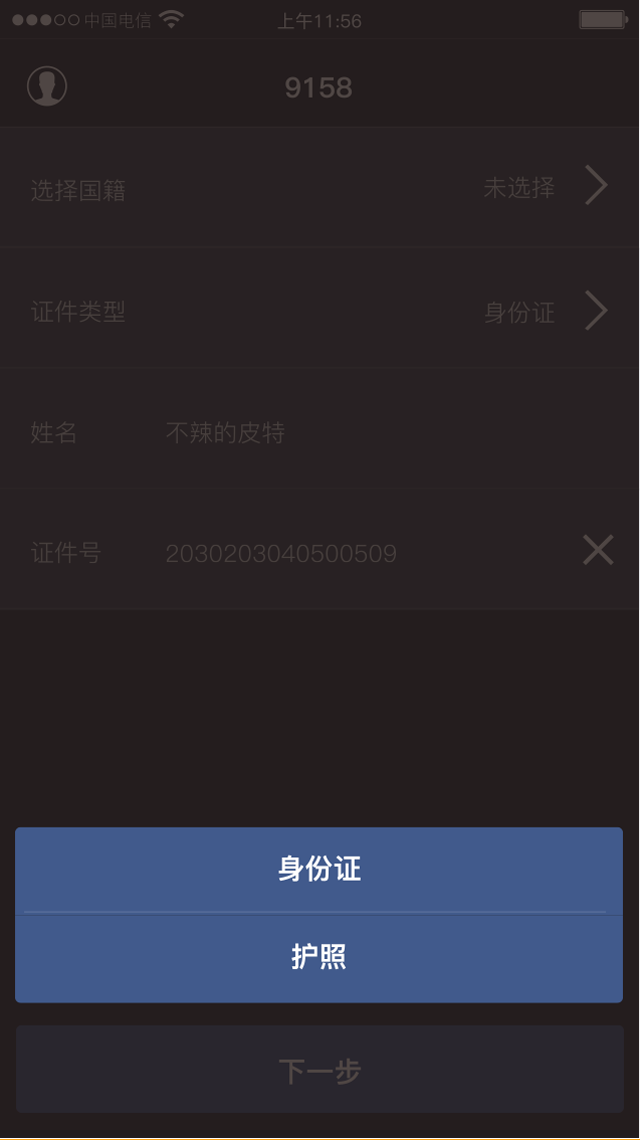 中国电信 上午11:56
9158
选择国籍 未选择
证件类型 身份证
姓名 不辣的皮特
证件号 2030203040500509
身份证
护照
下一步